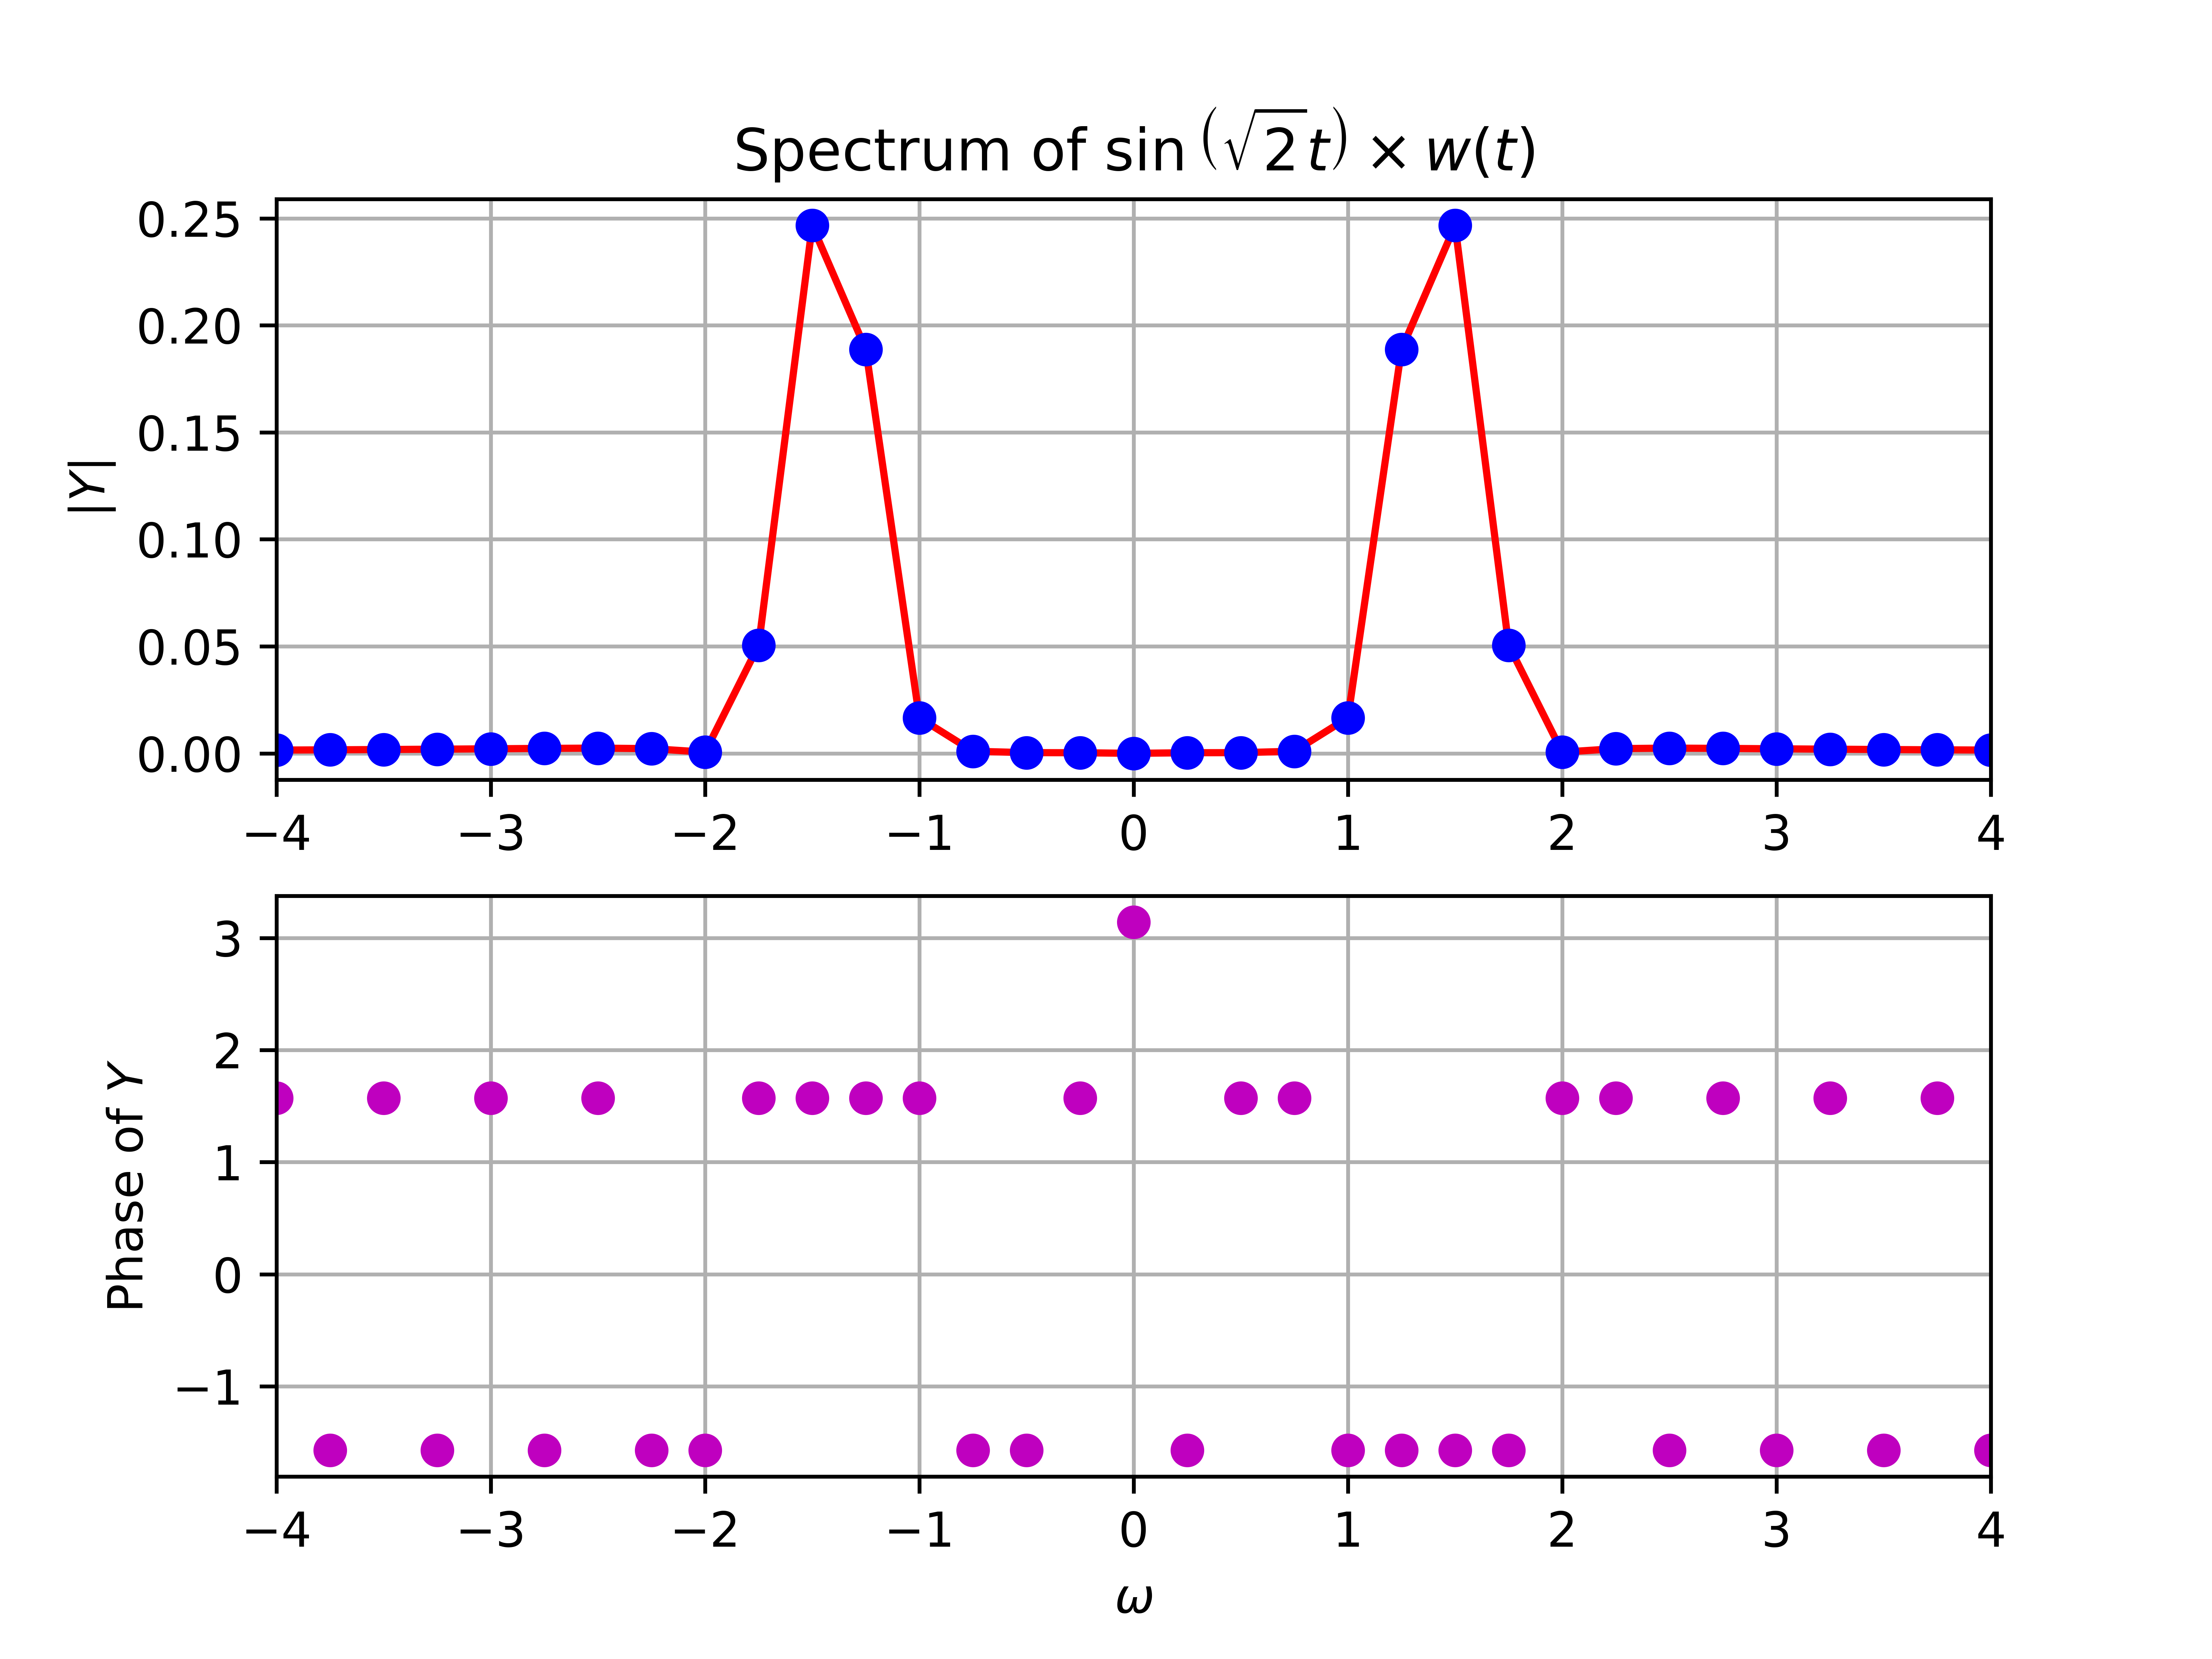 Spectrum of sin(√2t) × w(t)
|Y|
0.25
0.20
0.15
0.10
0.05
0.00
−4 −3 −2 −1 0 1 2 3 4
Phase of Y
3
2
1
0
−1
−4 −3 −2 −1 0 1 2 3 4
ω